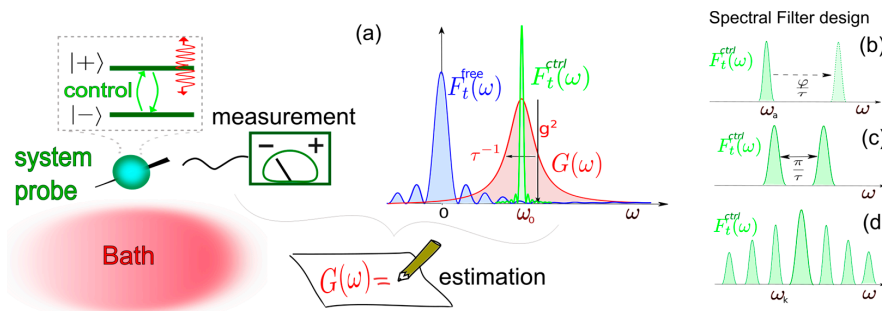 |+⟩
control
|−⟩
system
probe
measurement
− +
Bath
G(ω)=
estimation
(a)
F_t^free(ω)
F_t^ctrl(ω)
g²
τ⁻¹
G(ω)
0
ω₀
ω
Spectral Filter design
(b)
F_t^ctrl(ω)
φ/τ
ω_a
ω
(c)
F_t^ctrl(ω)
π/τ
ω
(d)
F_t^ctrl(ω)
ω_k
ω